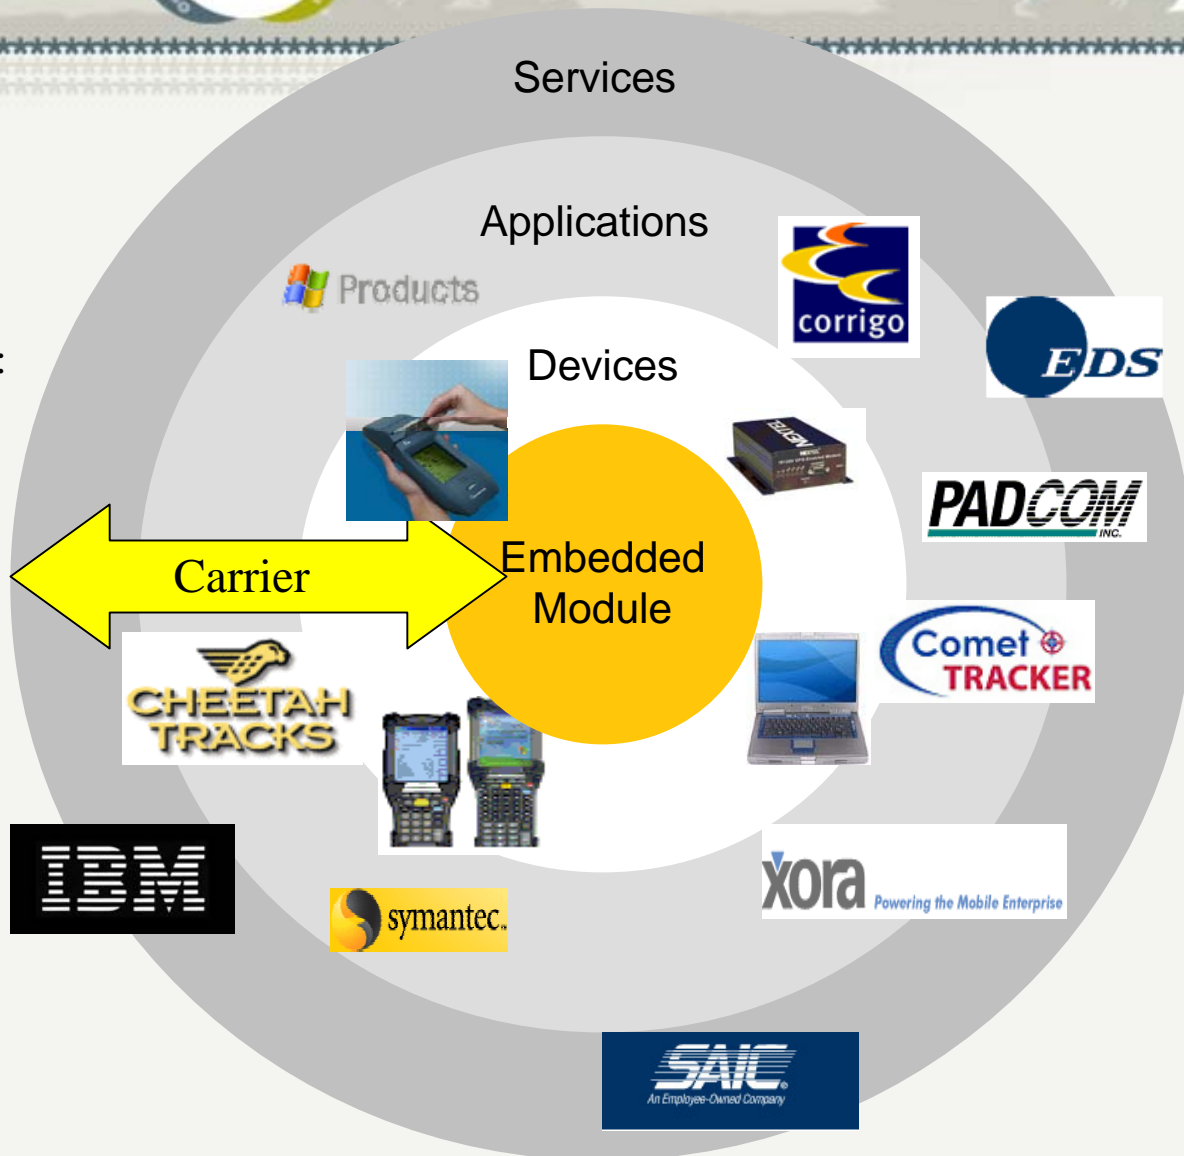 Services
Applications
Products
corrigo
:
Devices
EDS
NEXTEL
PADCOM
INC.
Carrier
Embedded
Module
Comet
TRACKER
CHEETAH
TRACKS
IBM
xora Powering the Mobile Enterprise
symantec.
SAIC
An Employee-Owned Company